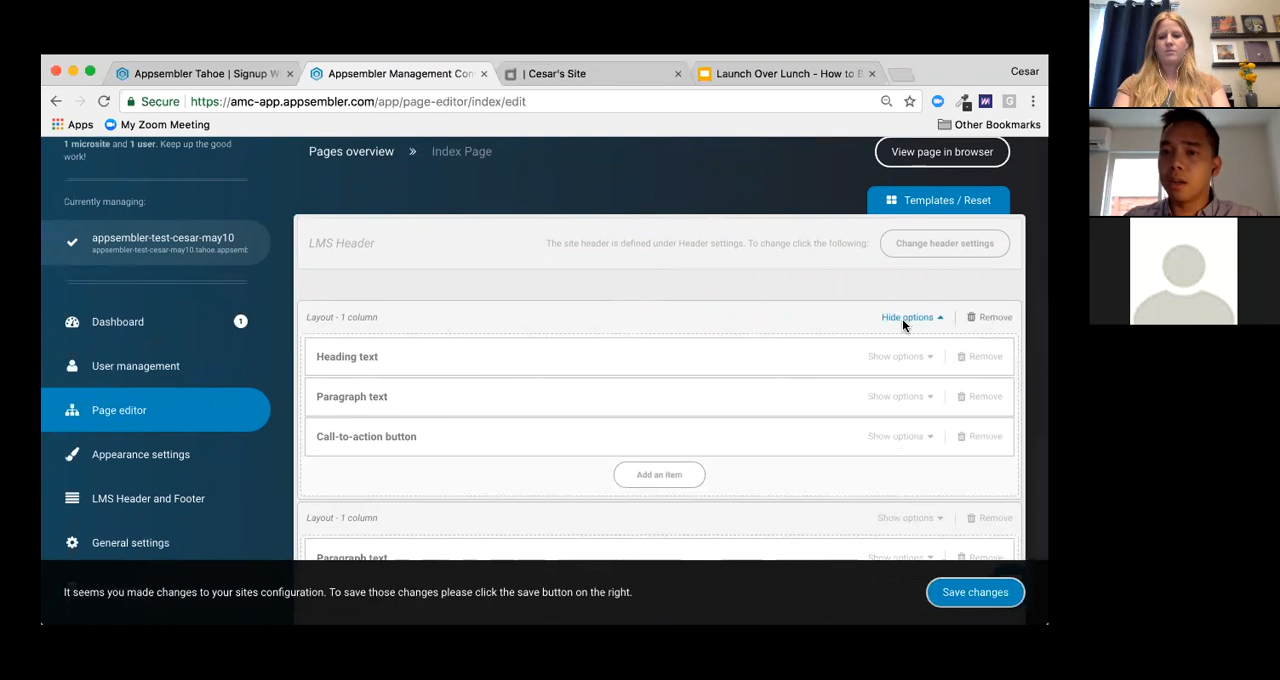 Appsembler Tahoe | Signup W
Appsembler Management Con
| Cesar's Site
Launch Over Lunch - How to B
Cesar
Secure
https://amc-app.appsembler.com/app/page-editor/index/edit
Apps
My Zoom Meeting
Other Bookmarks
1 microsite and 1 user. Keep up the good
work!
Currently managing:
appsembler-test-cesar-may10
appsembler-test-cesar-may10.tahoe.appsemb
Dashboard
1
User management
Page editor
Appearance settings
LMS Header and Footer
General settings
Pages overview » Index Page
View page in browser
Templates / Reset
LMS Header
The site header is defined under Header settings. To change click the following:
Change header settings
Layout - 1 column
Hide options
Remove
Heading text
Show options
Remove
Paragraph text
Show options
Remove
Call-to-action button
Show options
Remove
Add an item
Layout - 1 column
Show options
Remove
Paragraph text
Show options
Remove
It seems you made changes to your sites configuration. To save those changes please click the save button on the right.
Save changes